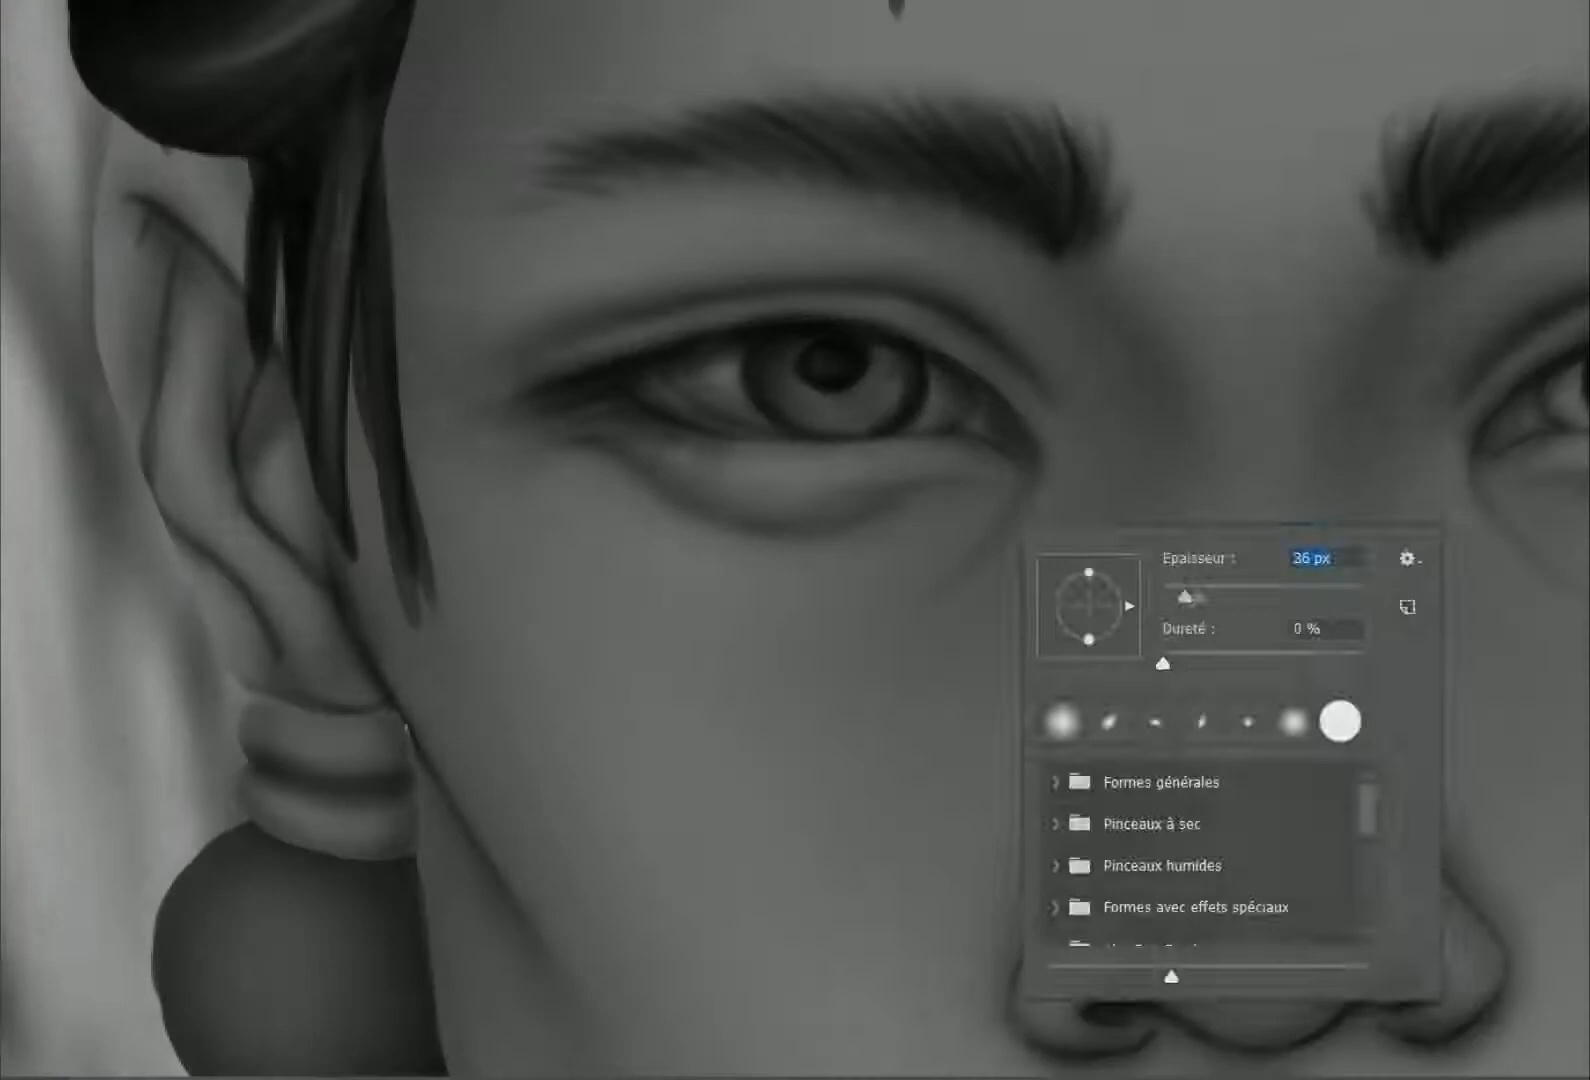 Epaisseur :
36 px
Dureté :
0 %
Formes générales
Pinceaux à sec
Pinceaux humides
Formes avec effets spéciaux